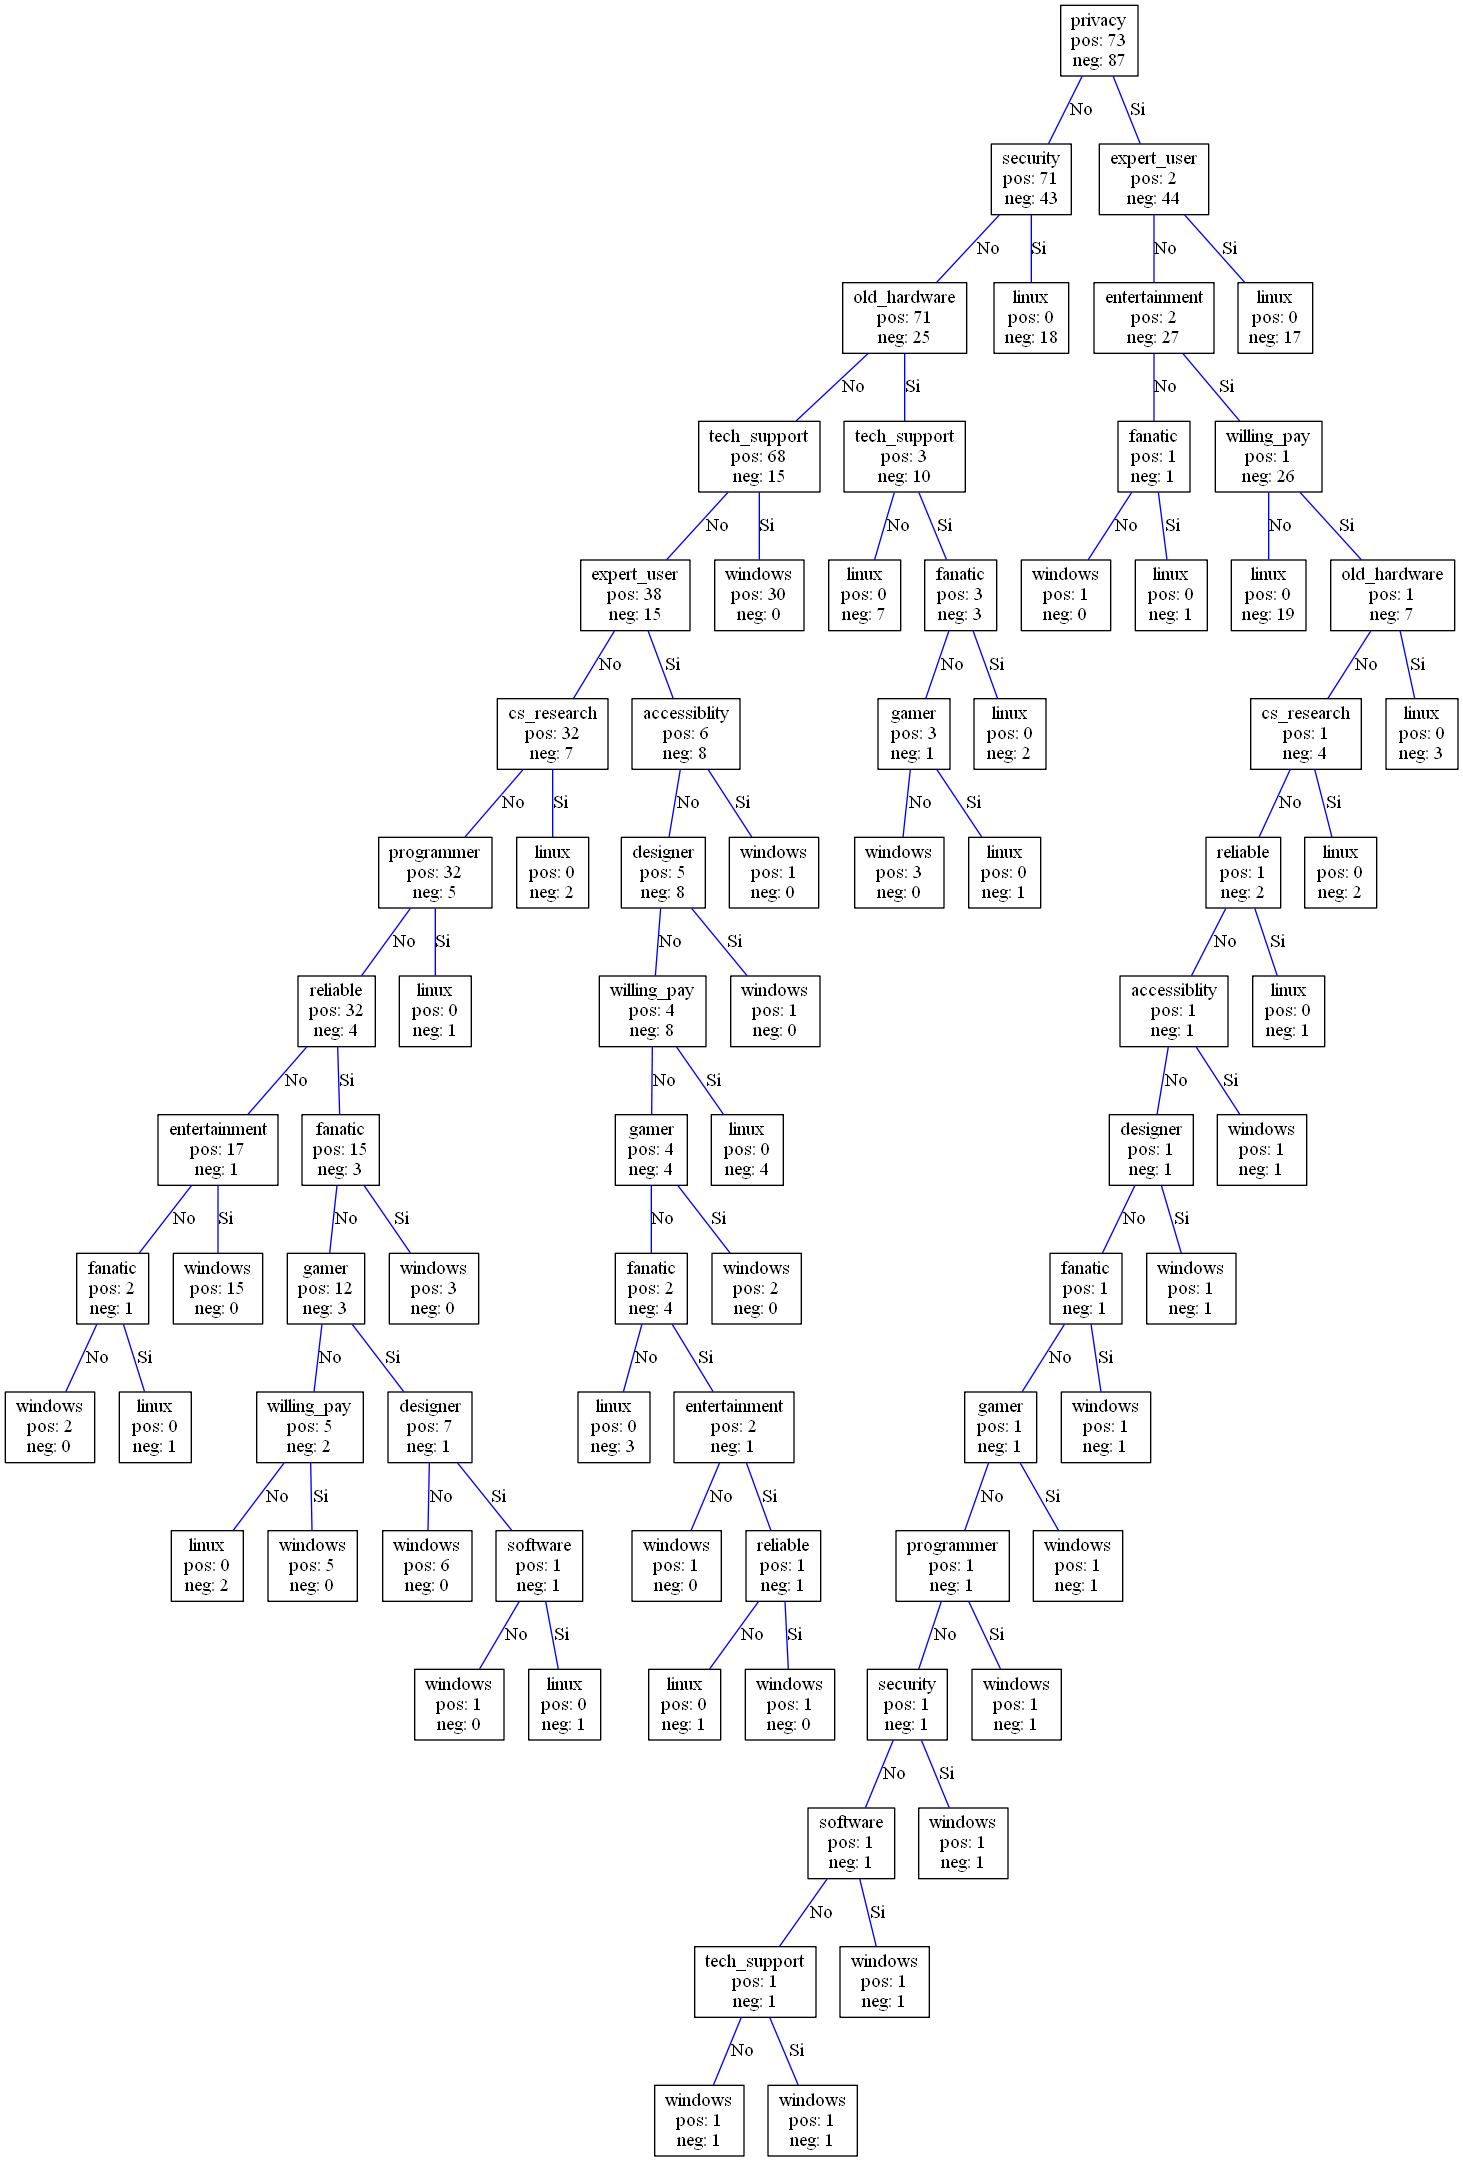 privacy
pos: 73
neg: 87
No
Si
security
pos: 71
neg: 43
expert_user
pos: 2
neg: 44
No
Si
No
Si
old_hardware
pos: 71
neg: 25
linux
pos: 0
neg: 18
entertainment
pos: 2
neg: 27
linux
pos: 0
neg: 17
No
Si
No
Si
tech_support
pos: 68
neg: 15
tech_support
pos: 3
neg: 10
fanatic
pos: 1
neg: 1
willing_pay
pos: 1
neg: 26
No
Si
No
Si
No
Si
No
Si
expert_user
pos: 38
neg: 15
windows
pos: 30
neg: 0
linux
pos: 0
neg: 7
fanatic
pos: 3
neg: 3
windows
pos: 1
neg: 0
linux
pos: 0
neg: 1
linux
pos: 0
neg: 19
old_hardware
pos: 1
neg: 7
No
Si
No
Si
No
Si
cs_research
pos: 32
neg: 7
accessiblity
pos: 6
neg: 8
gamer
pos: 3
neg: 1
linux
pos: 0
neg: 2
cs_research
pos: 1
neg: 4
linux
pos: 0
neg: 3
No
Si
No
Si
No
Si
No
Si
programmer
pos: 32
neg: 5
linux
pos: 0
neg: 2
designer
pos: 5
neg: 8
windows
pos: 1
neg: 0
windows
pos: 3
neg: 0
linux
pos: 0
neg: 1
reliable
pos: 1
neg: 2
linux
pos: 0
neg: 2
No
Si
No
Si
No
Si
reliable
pos: 32
neg: 4
linux
pos: 0
neg: 1
willing_pay
pos: 4
neg: 8
windows
pos: 1
neg: 0
accessiblity
pos: 1
neg: 1
linux
pos: 0
neg: 1
No
Si
No
Si
No
Si
entertainment
pos: 17
neg: 1
fanatic
pos: 15
neg: 3
gamer
pos: 4
neg: 4
linux
pos: 0
neg: 4
designer
pos: 1
neg: 1
windows
pos: 1
neg: 1
No
Si
No
Si
No
Si
No
Si
fanatic
pos: 2
neg: 1
windows
pos: 15
neg: 0
gamer
pos: 12
neg: 3
windows
pos: 3
neg: 0
fanatic
pos: 2
neg: 4
windows
pos: 2
neg: 0
fanatic
pos: 1
neg: 1
windows
pos: 1
neg: 1
No
Si
No
Si
No
Si
No
Si
windows
pos: 2
neg: 0
linux
pos: 0
neg: 1
willing_pay
pos: 5
neg: 2
designer
pos: 7
neg: 1
linux
pos: 0
neg: 3
entertainment
pos: 2
neg: 1
gamer
pos: 1
neg: 1
windows
pos: 1
neg: 1
No
Si
No
Si
No
Si
No
Si
linux
pos: 0
neg: 2
windows
pos: 5
neg: 0
windows
pos: 6
neg: 0
software
pos: 1
neg: 1
windows
pos: 1
neg: 0
reliable
pos: 1
neg: 1
programmer
pos: 1
neg: 1
windows
pos: 1
neg: 1
No
Si
No
Si
No
Si
windows
pos: 1
neg: 0
linux
pos: 0
neg: 1
linux
pos: 0
neg: 1
windows
pos: 1
neg: 0
security
pos: 1
neg: 1
windows
pos: 1
neg: 1
No
Si
software
pos: 1
neg: 1
windows
pos: 1
neg: 1
No
Si
tech_support
pos: 1
neg: 1
windows
pos: 1
neg: 1
No
Si
windows
pos: 1
neg: 1
windows
pos: 1
neg: 1